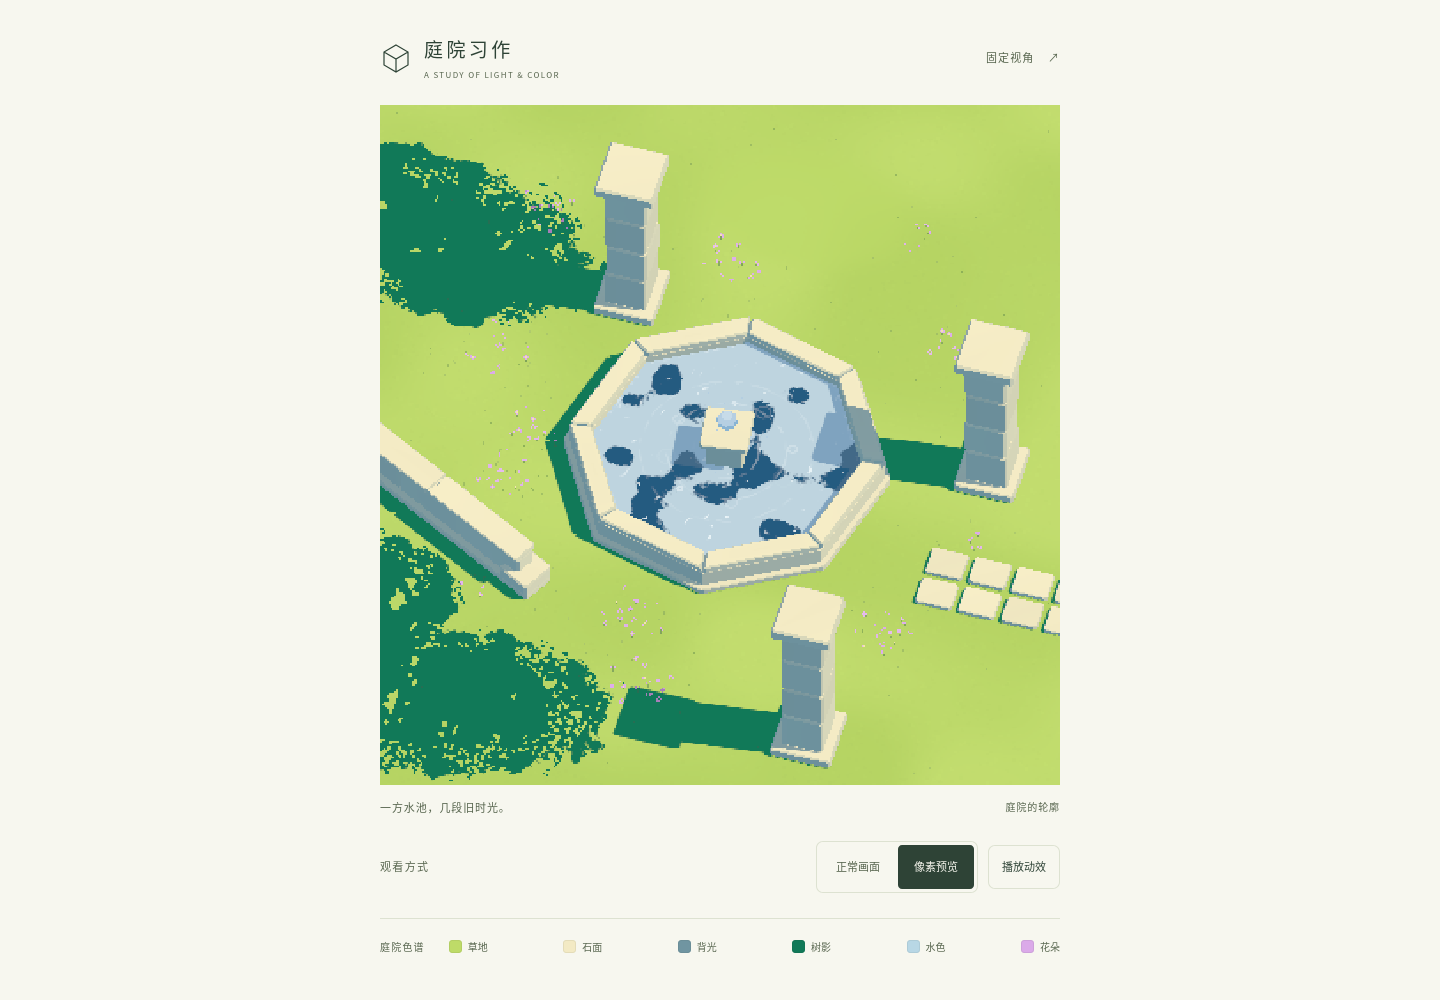 庭院习作
A STUDY OF LIGHT & COLOR
固定视角 ↗
一方水池，几段旧时光。
庭院的轮廓
观看方式
正常画面
像素预览
播放动效
庭院色谱
草地
石面
背光
树影
水色
花朵